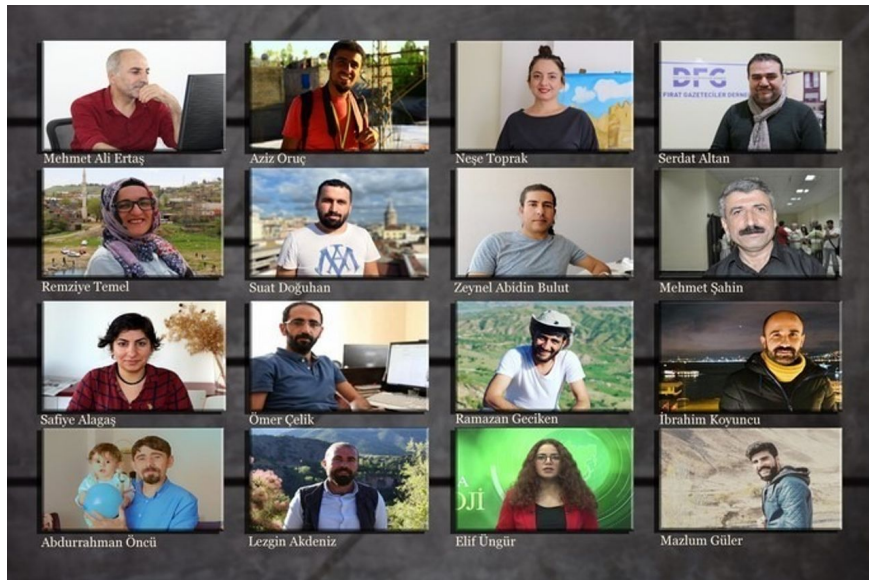 DFG
FIRAT GAZETECİLER DERNE
Mehmet Ali Ertaş
Aziz Oruç
Neşe Toprak
Serdat Altan
Remziye Temel
Suat Doğuhan
Zeynel Abidin Bulut
Mehmet Şahin
Safiye Alagaş
Ömer Çelik
Ramazan Geciken
İbrahim Koyuncu
A
OJİ
Abdurrahman Öncü
Lezgin Akdeniz
Elif Üngür
Mazlum Güler